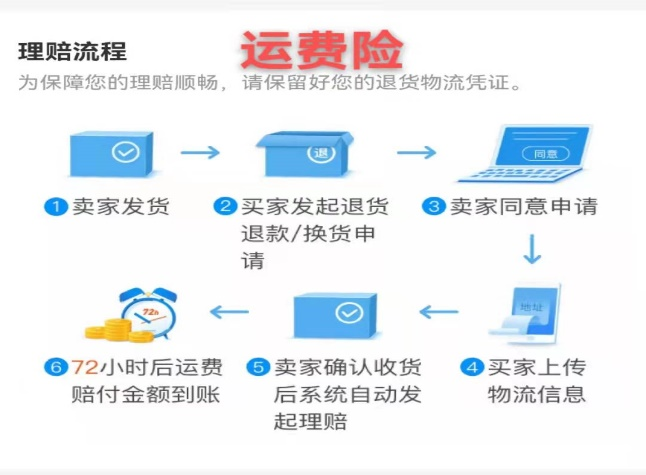 理赔流程
运费险
为保障您的理赔顺畅，请保留好您的退货物流凭证。
退
同意
1 卖家发货
2 买家发起退货
退款/换货申
请
3 卖家同意申请
地址
4 买家上传
物流信息
5 卖家确认收货
后系统自动发
起理赔
72h
6 72小时后运费
赔付金额到账